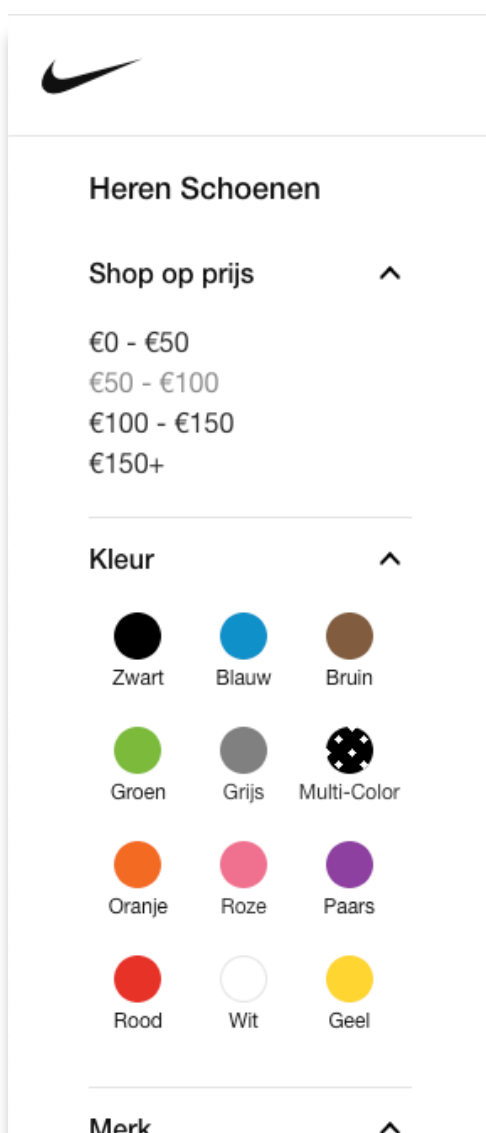 Heren Schoenen
Shop op prijs
€0 - €50
€50 - €100
€100 - €150
€150+
Kleur
Zwart Blauw Bruin
Groen Grijs Multi-Color
Oranje Roze Paars
Rood Wit Geel
Merk